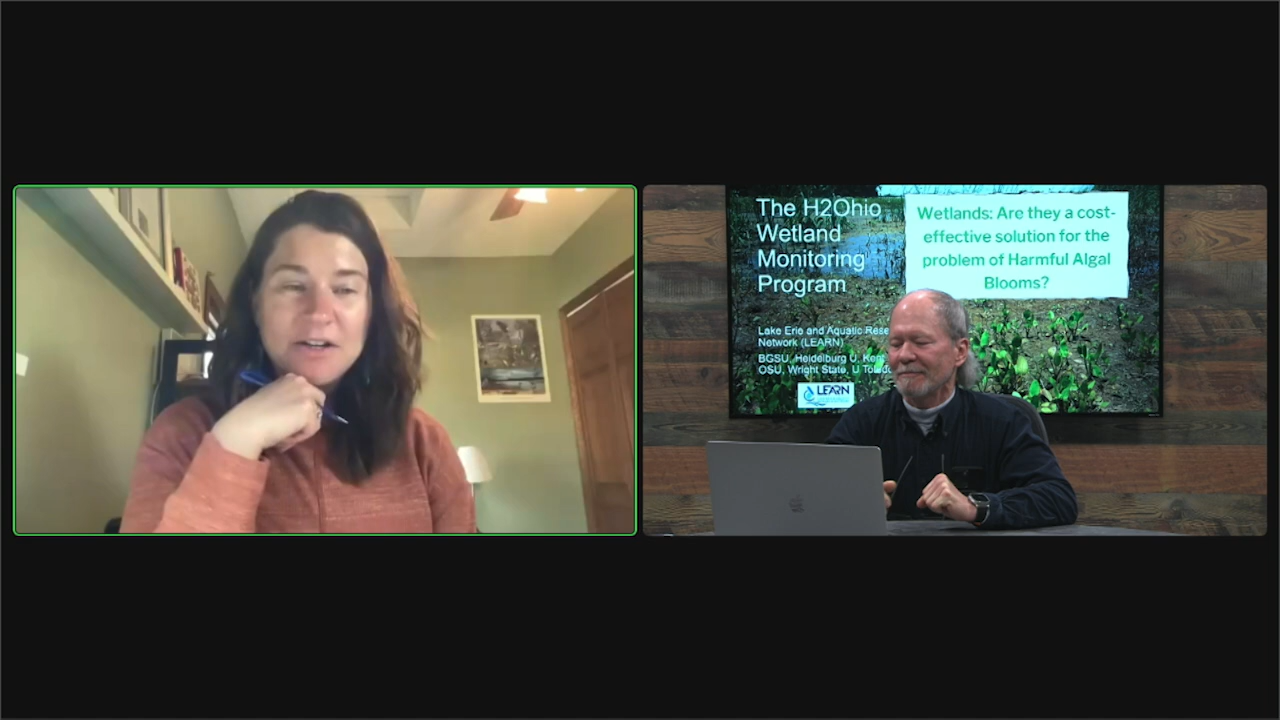 The H2Ohio
Wetland
Monitoring
Program
Wetlands: Are they a cost-
effective solution for the
problem of Harmful Algal
Blooms?
Lake Erie and Aquatic Rese
Network (LEARN)
BGSU, Heidelburg U, Kent
OSU, Wright State, U Toledo
LEARN